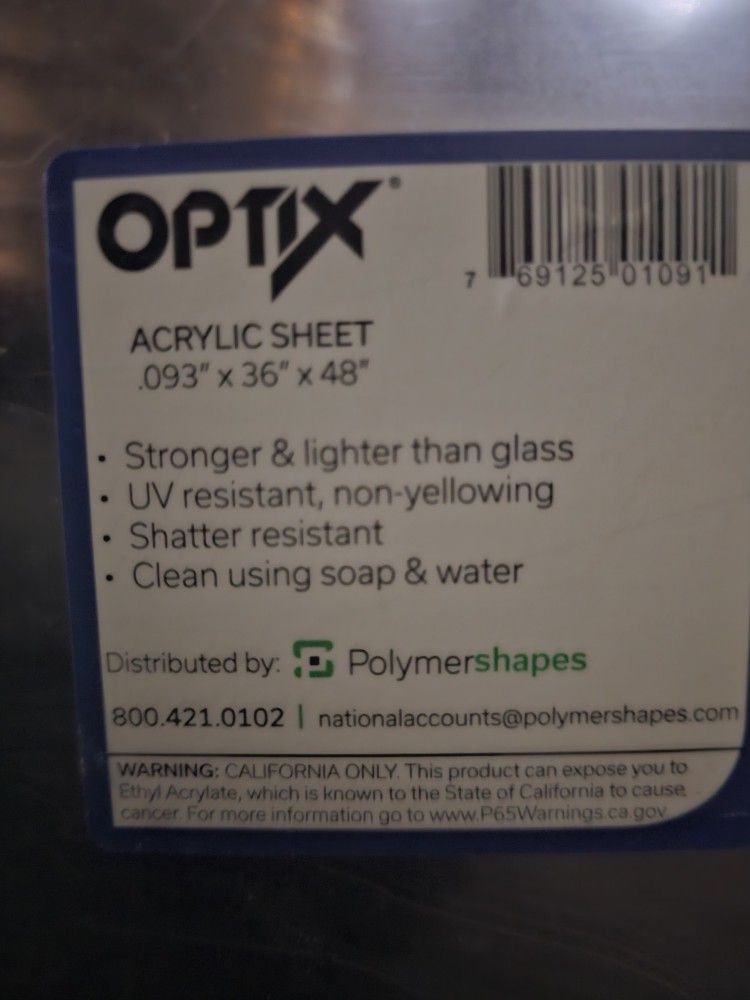 OPTIX®
7 69125 01091
ACRYLIC SHEET
.093" x 36" x 48"
• Stronger & lighter than glass
• UV resistant, non-yellowing
• Shatter resistant
• Clean using soap & water
Distributed by: Polymershapes
800.421.0102 | nationalaccounts@polymershapes.com
WARNING: CALIFORNIA ONLY. This product can expose you to
Ethyl Acrylate, which is known to the State of California to cause
cancer. For more information go to www.P65Warnings.ca.gov